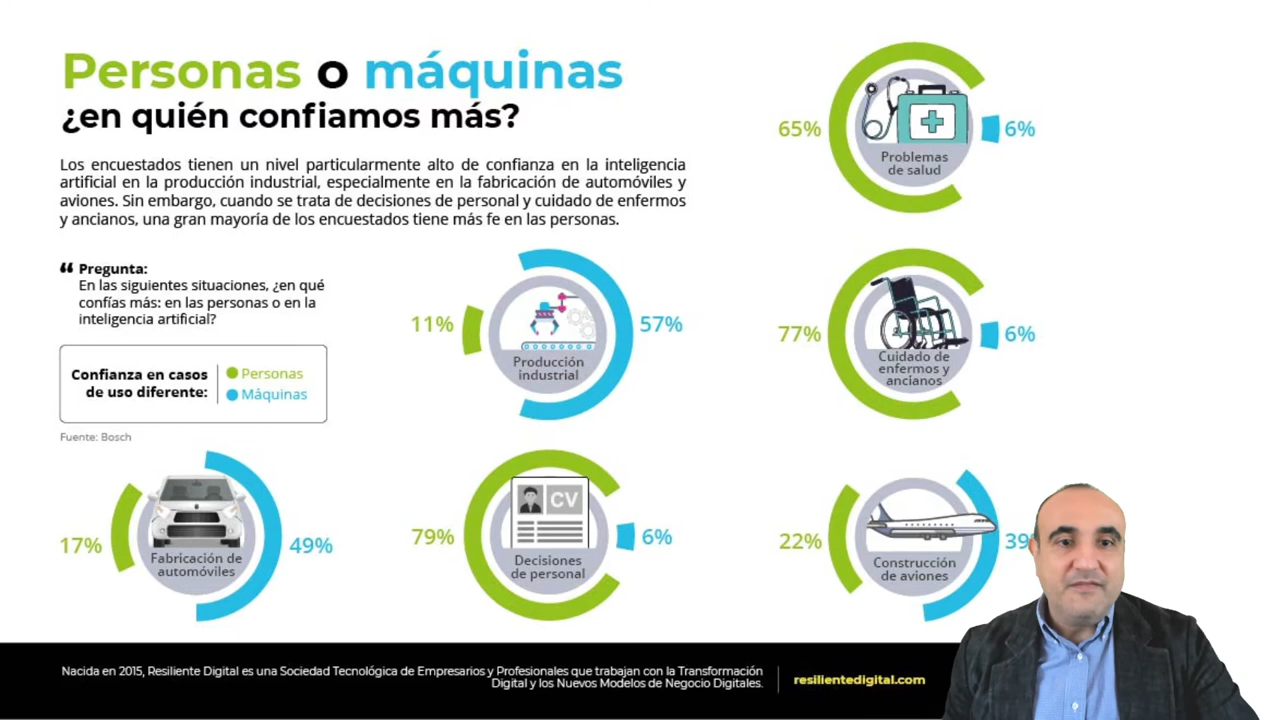 Personas o máquinas
¿en quién confiamos más?
Los encuestados tienen un nivel particularmente alto de confianza en la inteligencia
artificial en la producción industrial, especialmente en la fabricación de automóviles y
aviones. Sin embargo, cuando se trata de decisiones de personal y cuidado de enfermos
y ancianos, una gran mayoría de los encuestados tiene más fe en las personas.
“ Pregunta:
En las siguientes situaciones, ¿en qué
confías más: en las personas o en la
inteligencia artificial?
Confianza en casos
de uso diferente:
Personas
Máquinas
Fuente: Bosch
65%
Problemas
de salud
6%
11%
Producción
industrial
57%
77%
Cuidado de
enfermos y
ancianos
6%
17%
Fabricación de
automóviles
49%
79%
CV
Decisiones
de personal
6%
22%
Construcción
de aviones
39
Nacida en 2015, Resiliente Digital es una Sociedad Tecnológica de Empresarios y Profesionales que trabajan con la Transformación
Digital y los Nuevos Modelos de Negocio Digitales.
resilientedigital.com